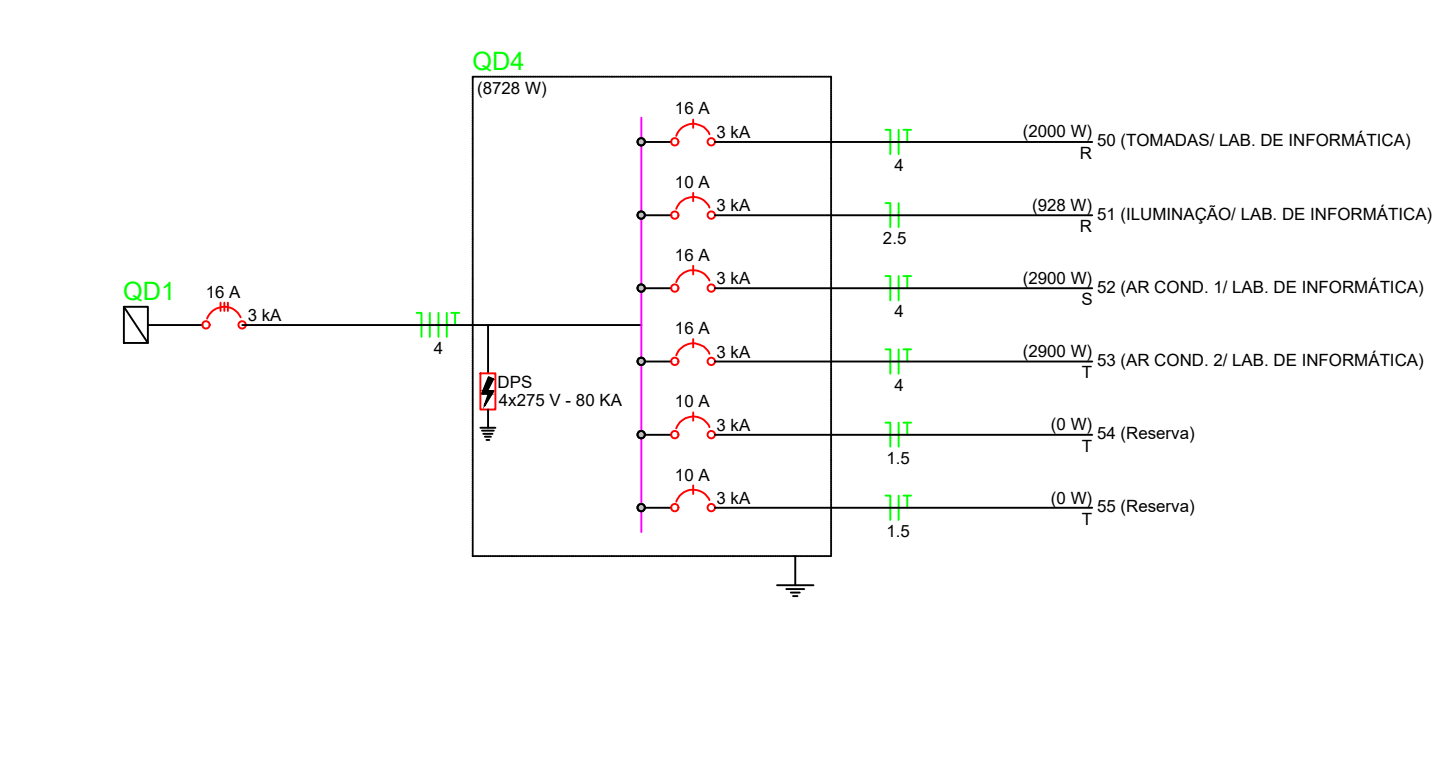 QD4
(8728 W)
16 A
3 kA
4
(2000 W)
R
50 (TOMADAS/ LAB. DE INFORMÁTICA)
10 A
3 kA
2.5
(928 W)
R
51 (ILUMINAÇÃO/ LAB. DE INFORMÁTICA)
16 A
3 kA
4
(2900 W)
S
52 (AR COND. 1/ LAB. DE INFORMÁTICA)
QD1
16 A
3 kA
4
16 A
3 kA
4
(2900 W)
T
53 (AR COND. 2/ LAB. DE INFORMÁTICA)
DPS
4x275 V - 80 KA
10 A
3 kA
1.5
(0 W)
T
54 (Reserva)
10 A
3 kA
1.5
(0 W)
T
55 (Reserva)